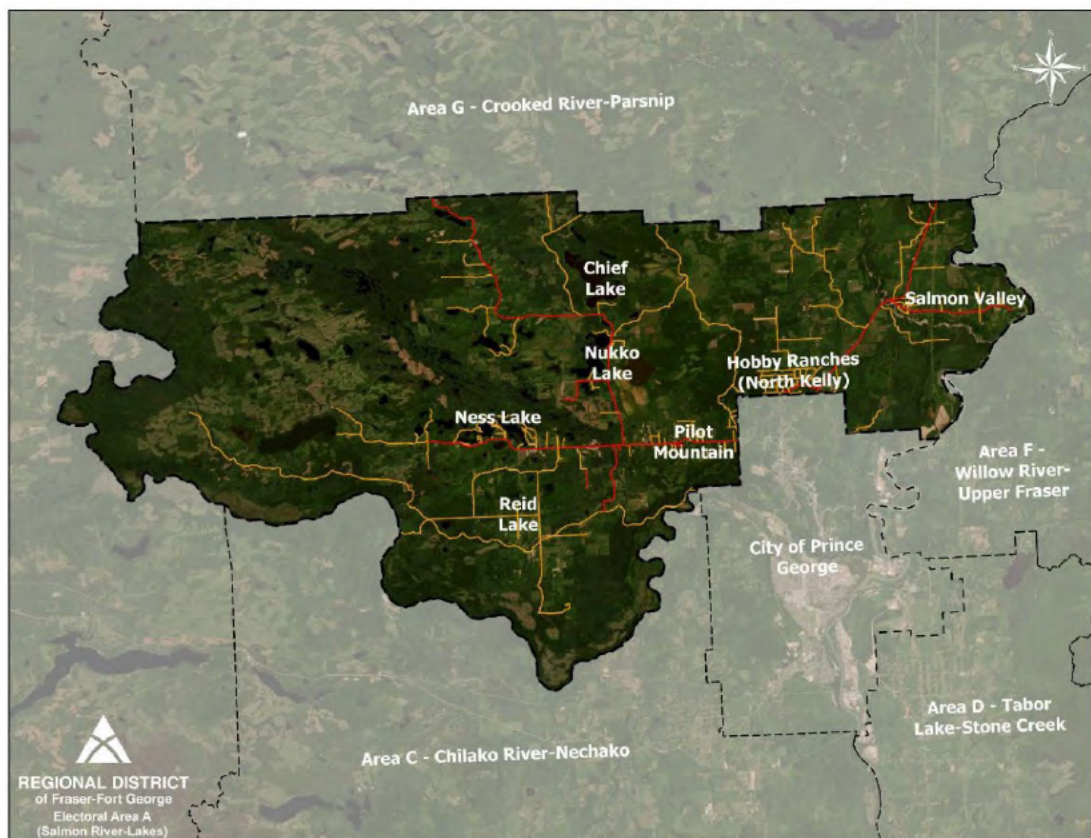 Area G - Crooked River-Parsnip
Chief
Lake
Salmon Valley
Nukko
Lake
Hobby Ranches
(North Kelly)
Ness Lake
Pilot
Mountain
Area F -
Willow River-
Upper Fraser
Reid
Lake
City of Prince
George
Area D - Tabor
Lake-Stone Creek
Area C - Chilako River-Nechako
REGIONAL DISTRICT
of Fraser-Fort George
Electoral Area A
(Salmon River-Lakes)